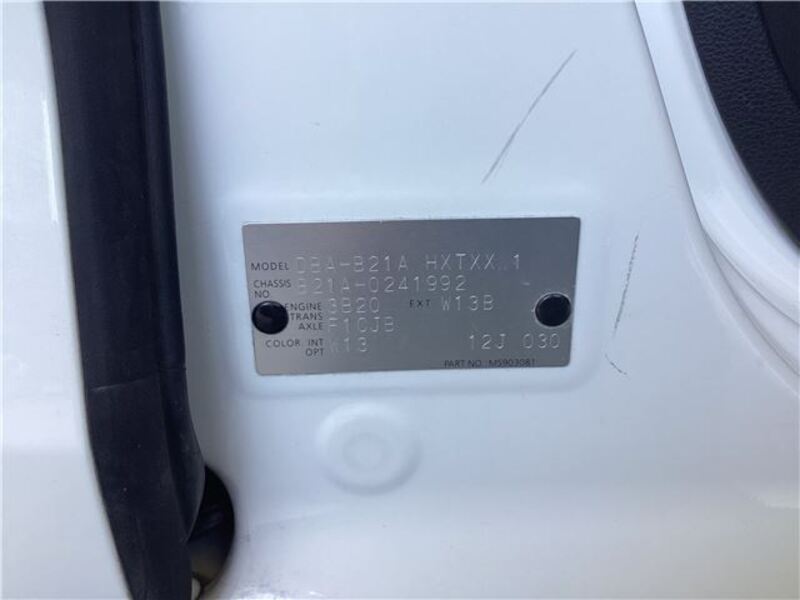 MODEL DBA-B21A HXTXX 1
CHASSIS NO. B21A-0241992
ENGINE 3B20 EXT W13B
TRANS AXLE F1CJB
COLOR INT OPT 12J 030
PART NO. MS903081